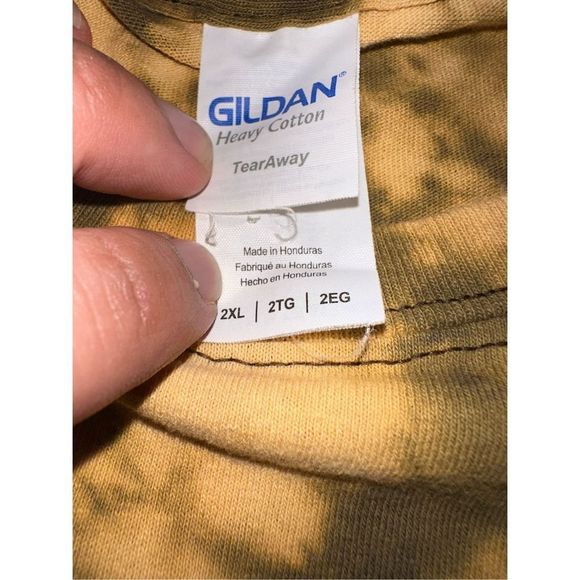 GILDAN®
Heavy Cotton
TearAway
Made in Honduras
Fabriqué au Honduras
Hecho en Honduras
2XL | 2TG | 2EG